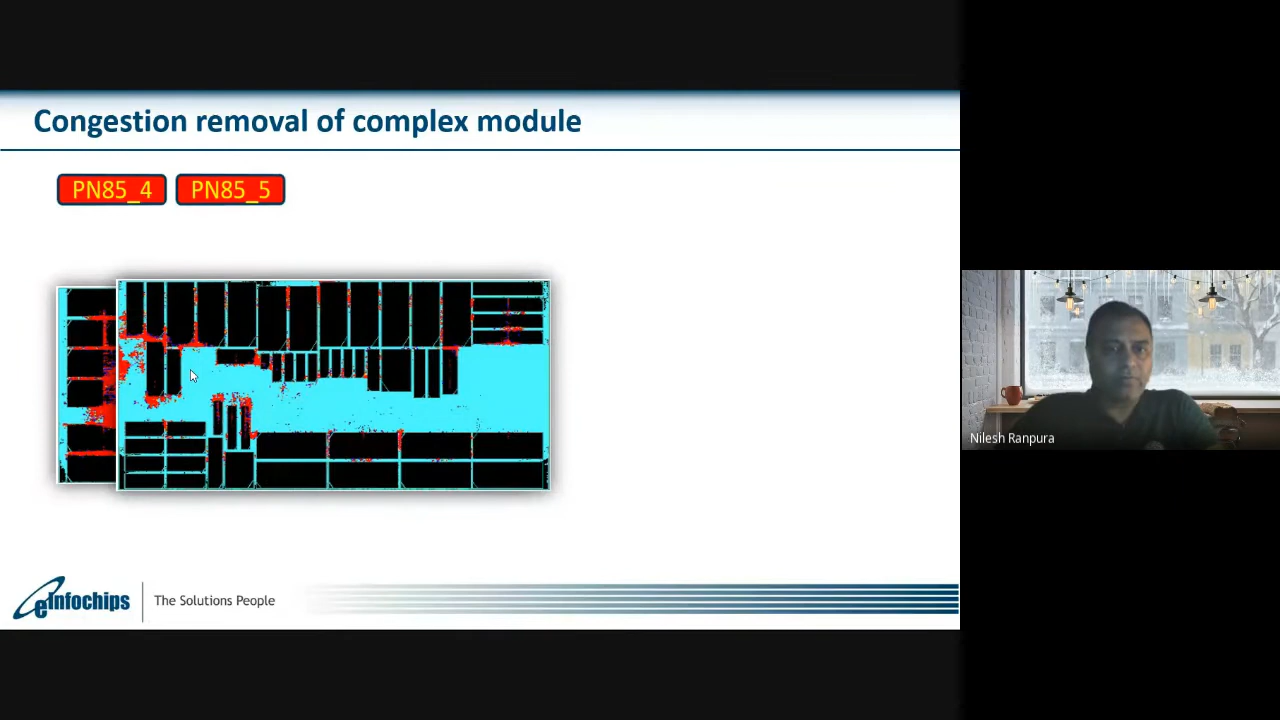 Congestion removal of complex module
PN85_4 PN85_5
eInfochips The Solutions People
Nilesh Ranpura